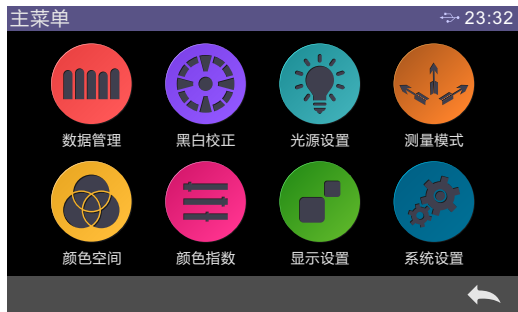 主菜单 23:32
数据管理 黑白校正 光源设置 测量模式
颜色空间 颜色指数 显示设置 系统设置